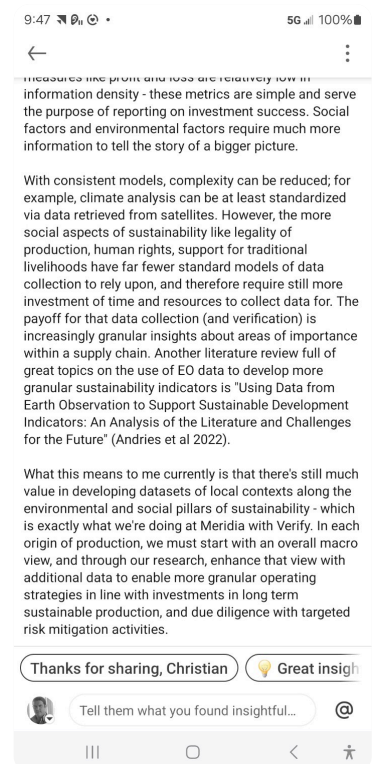 9:47
5G 100%
measures like profit and loss are relatively low in
information density - these metrics are simple and serve
the purpose of reporting on investment success. Social
factors and environmental factors require much more
information to tell the story of a bigger picture.
With consistent models, complexity can be reduced; for
example, climate analysis can be at least standardized
via data retrieved from satellites. However, the more
social aspects of sustainability like legality of
production, human rights, support for traditional
livelihoods have far fewer standard models of data
collection to rely upon, and therefore require still more
investment of time and resources to collect data for. The
payoff for that data collection (and verification) is
increasingly granular insights about areas of importance
within a supply chain. Another literature review full of
great topics on the use of EO data to develop more
granular sustainability indicators is "Using Data from
Earth Observation to Support Sustainable Development
Indicators: An Analysis of the Literature and Challenges
for the Future" (Andries et al 2022).
What this means to me currently is that there's still much
value in developing datasets of local contexts along the
environmental and social pillars of sustainability - which
is exactly what we're doing at Meridia with Verify. In each
origin of production, we must start with an overall macro
view, and through our research, enhance that view with
additional data to enable more granular operating
strategies in line with investments in long term
sustainable production, and due diligence with targeted
risk mitigation activities.
Thanks for sharing, Christian
Great insigh
Tell them what you found insightful... @